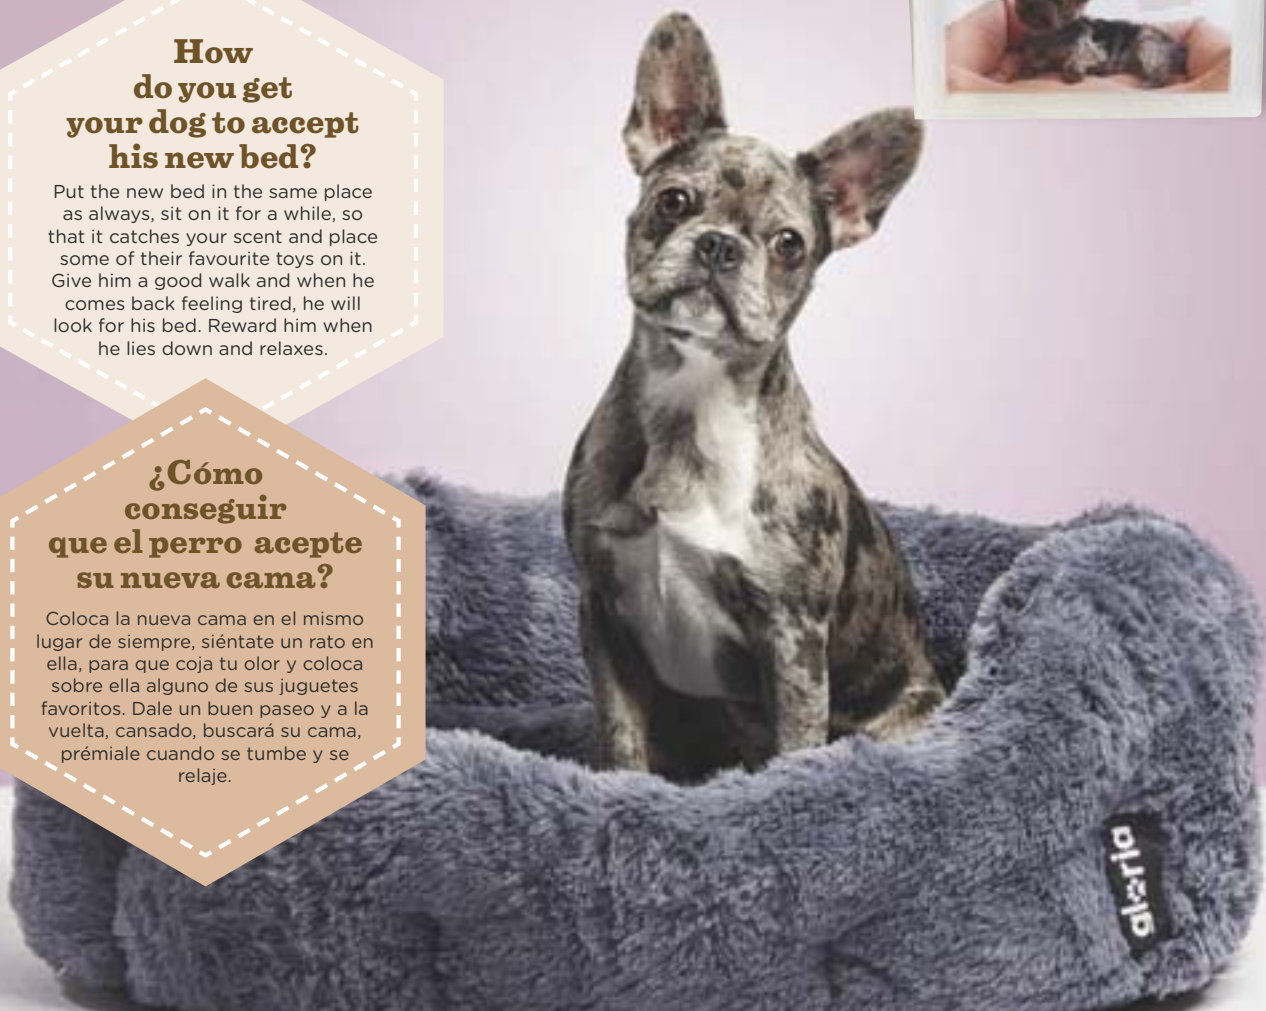 How
do you get
your dog to accept
his new bed?
Put the new bed in the same place
as always, sit on it for a while, so
that it catches your scent and place
some of their favourite toys on it.
Give him a good walk and when he
comes back feeling tired, he will
look for his bed. Reward him when
he lies down and relaxes.
¿Cómo
conseguir
que el perro acepte
su nueva cama?
Coloca la nueva cama en el mismo
lugar de siempre, siéntate un rato en
ella, para que coja tu olor y coloca
sobre ella alguno de sus juguetes
favoritos. Dale un buen paseo y a la
vuelta, cansado, buscará su cama,
prémiale cuando se tumbe y se
relaje.
gloria